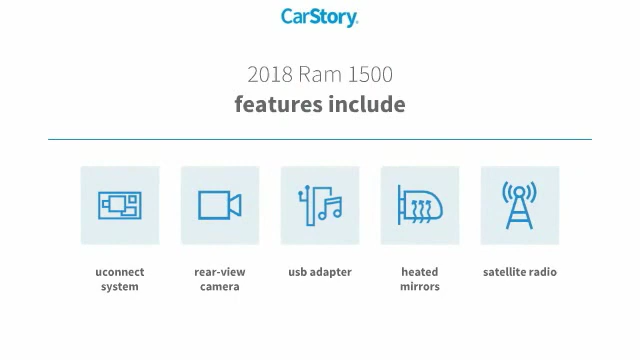 CarStory
2018 Ram 1500
features include
uconnect
system
rear-view
camera
usb adapter
heated
mirrors
satellite radio